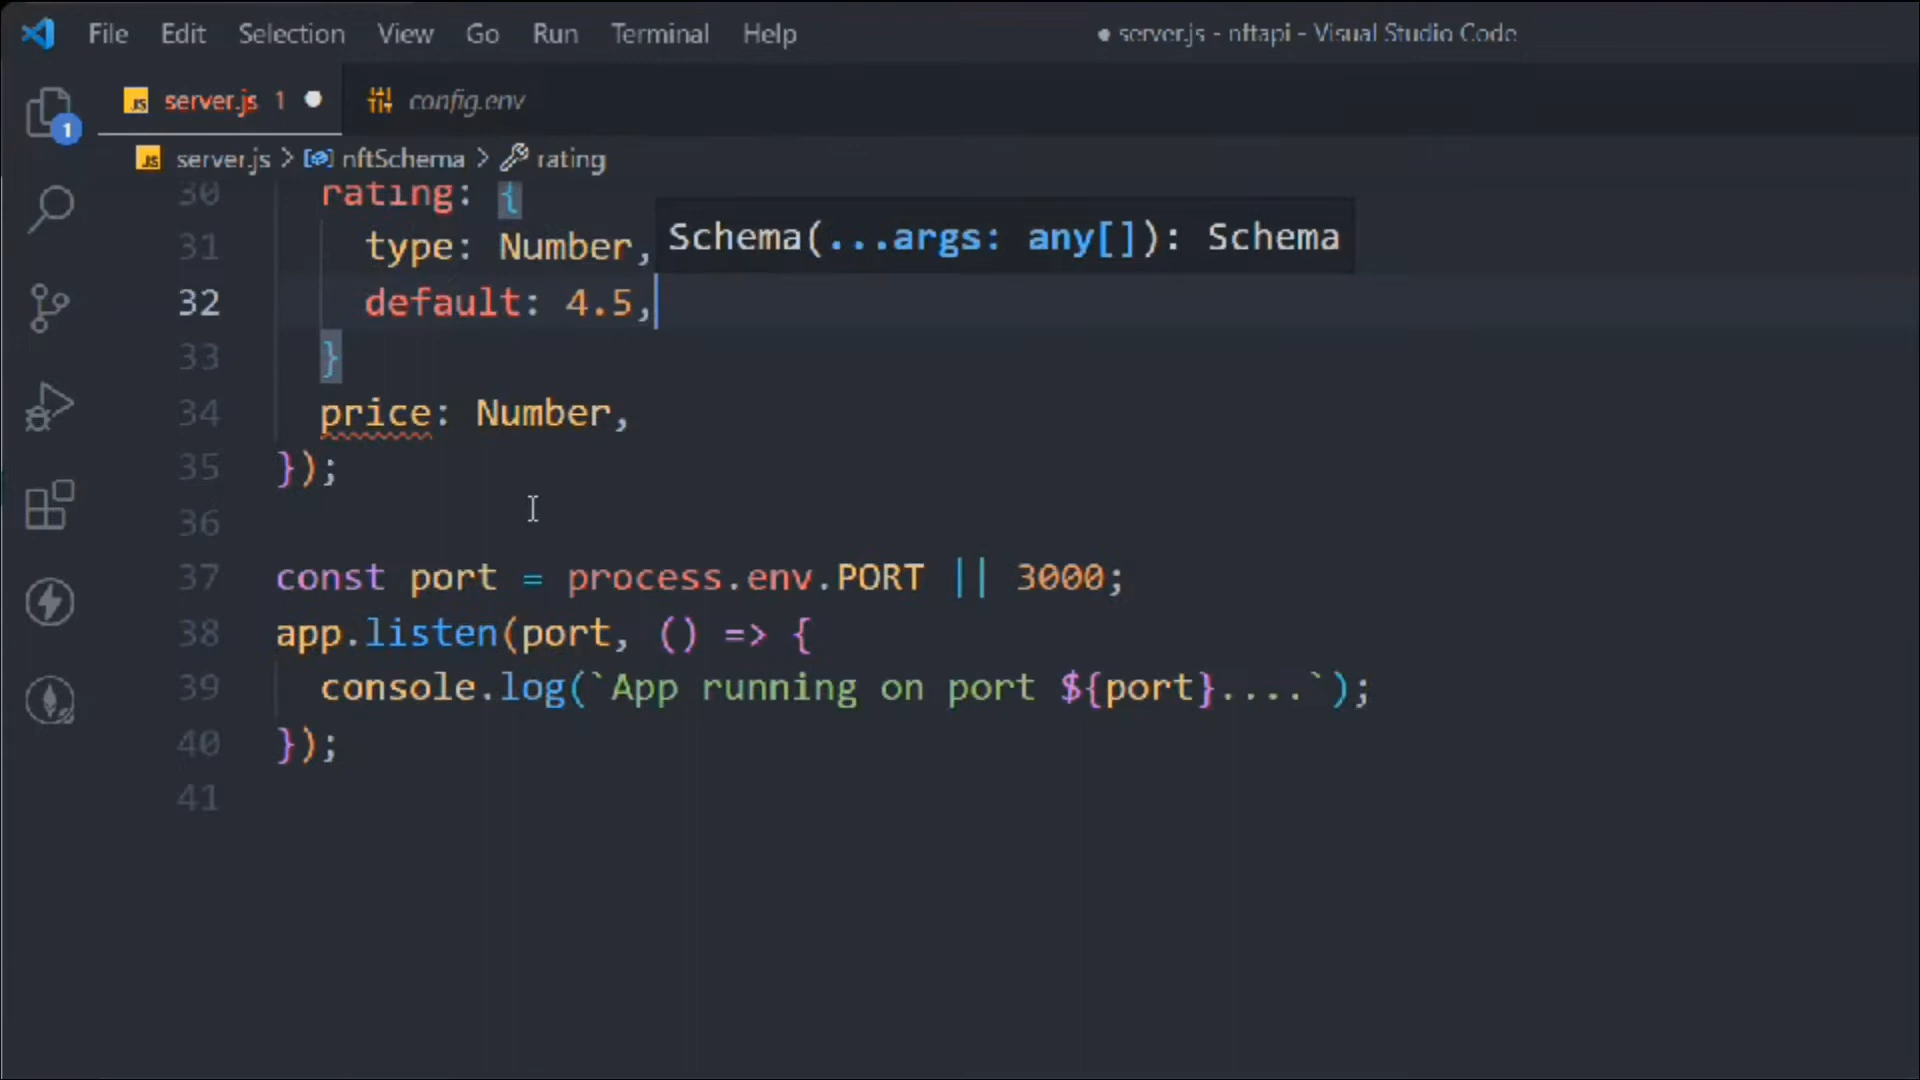 File Edit Selection View Go Run Terminal Help ● server.js - nftapi - Visual Studio Code
JS server.js 1 ● config.env
1
JS server.js > nftSchema > rating
30 rating: {
31 type: Number,
Schema(...args: any[]): Schema
32 default: 4.5,
33 }
34 price: Number,
35 });
36
37 const port = process.env.PORT || 3000;
38 app.listen(port, () => {
39 console.log(`App running on port ${port}....`);
40 });
41